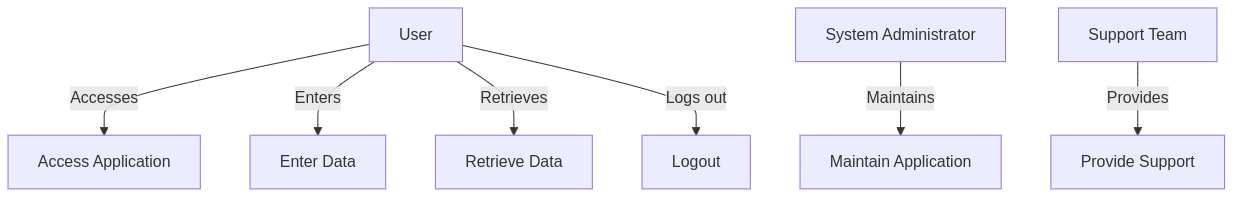 User
System Administrator
Support Team
Accesses
Enters
Retrieves
Logs out
Maintains
Provides
Access Application
Enter Data
Retrieve Data
Logout
Maintain Application
Provide Support